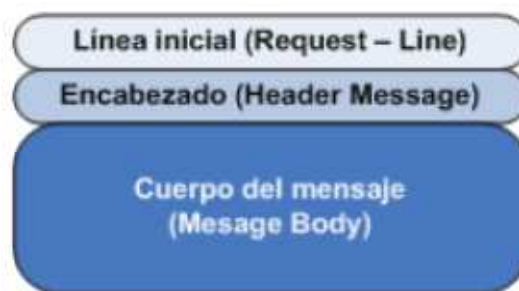 Línea inicial (Request – Line)
Encabezado (Header Message)
Cuerpo del mensaje
(Mesage Body)